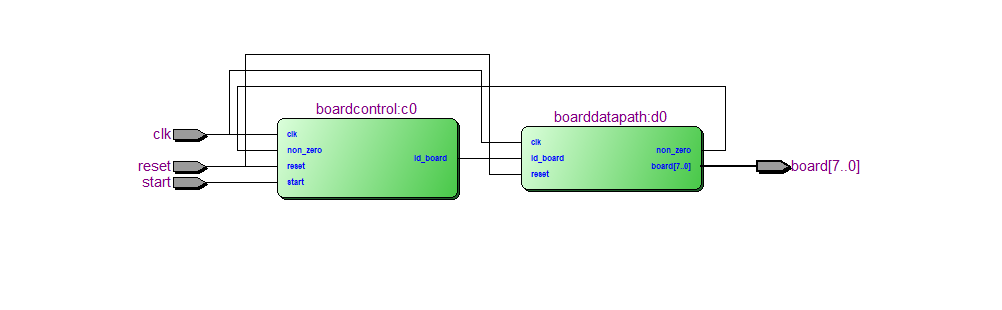 boardcontrol:c0
boarddatapath:d0
clk
reset
start
clk
non_zero
reset
start
ld_board
clk
ld_board
reset
non_zero
board[7..0]
board[7..0]